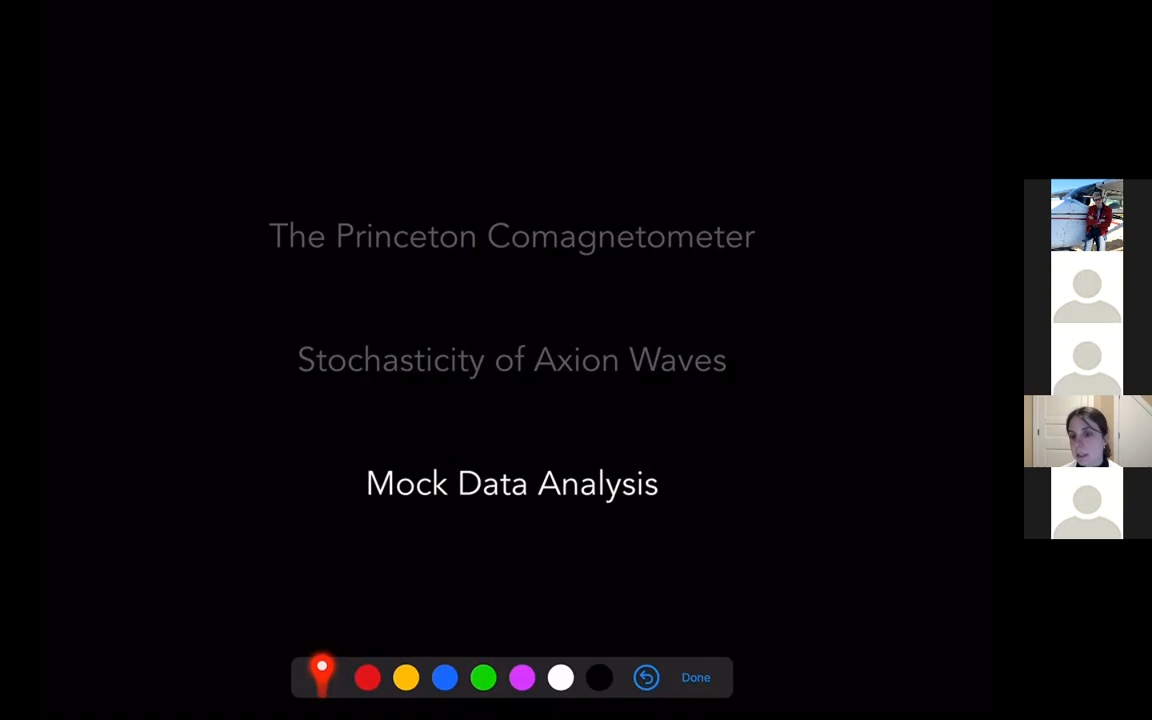 The Princeton Comagnetometer
Stochasticity of Axion Waves
Mock Data Analysis
Done